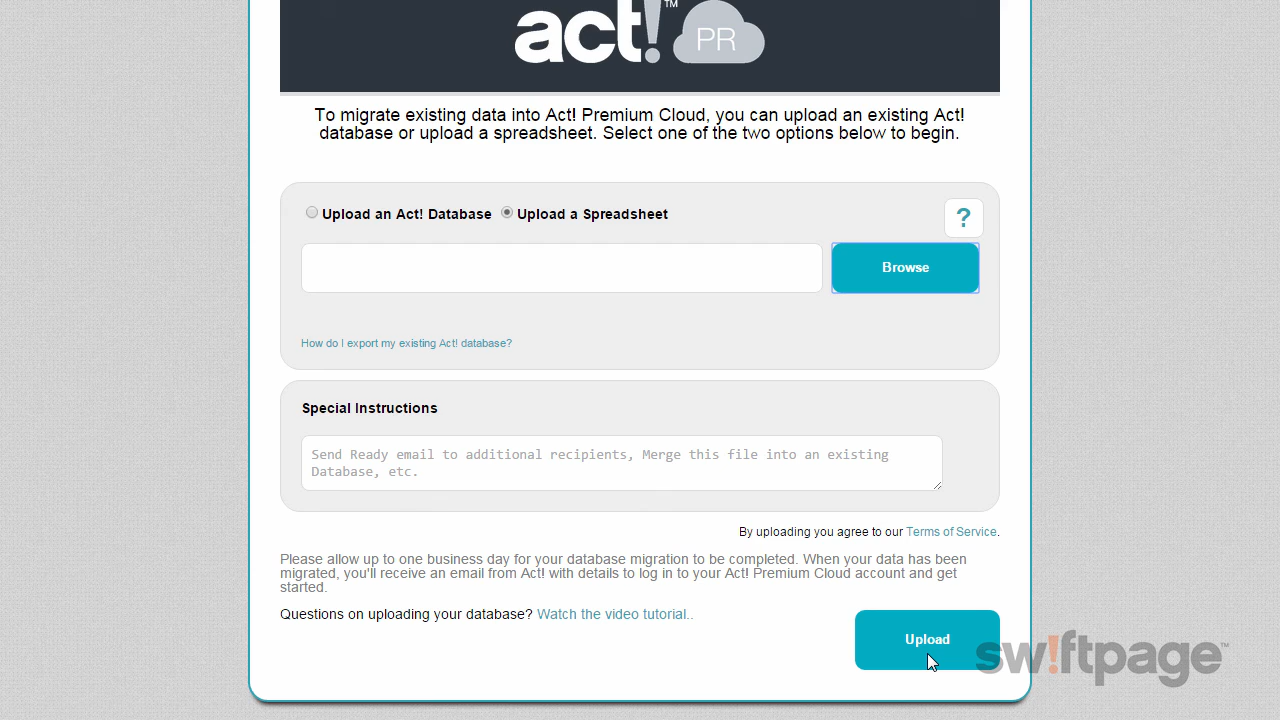 act!™ PR
To migrate existing data into Act! Premium Cloud, you can upload an existing Act!
database or upload a spreadsheet. Select one of the two options below to begin.
Upload an Act! Database Upload a Spreadsheet
?
Browse
How do I export my existing Act! database?
Special Instructions
Send Ready email to additional recipients, Merge this file into an existing
Database, etc.
By uploading you agree to our Terms of Service.
Please allow up to one business day for your database migration to be completed. When your data has been
migrated, you'll receive an email from Act! with details to log in to your Act! Premium Cloud account and get
started.
Questions on uploading your database? Watch the video tutorial..
Upload
sw!ftpage™